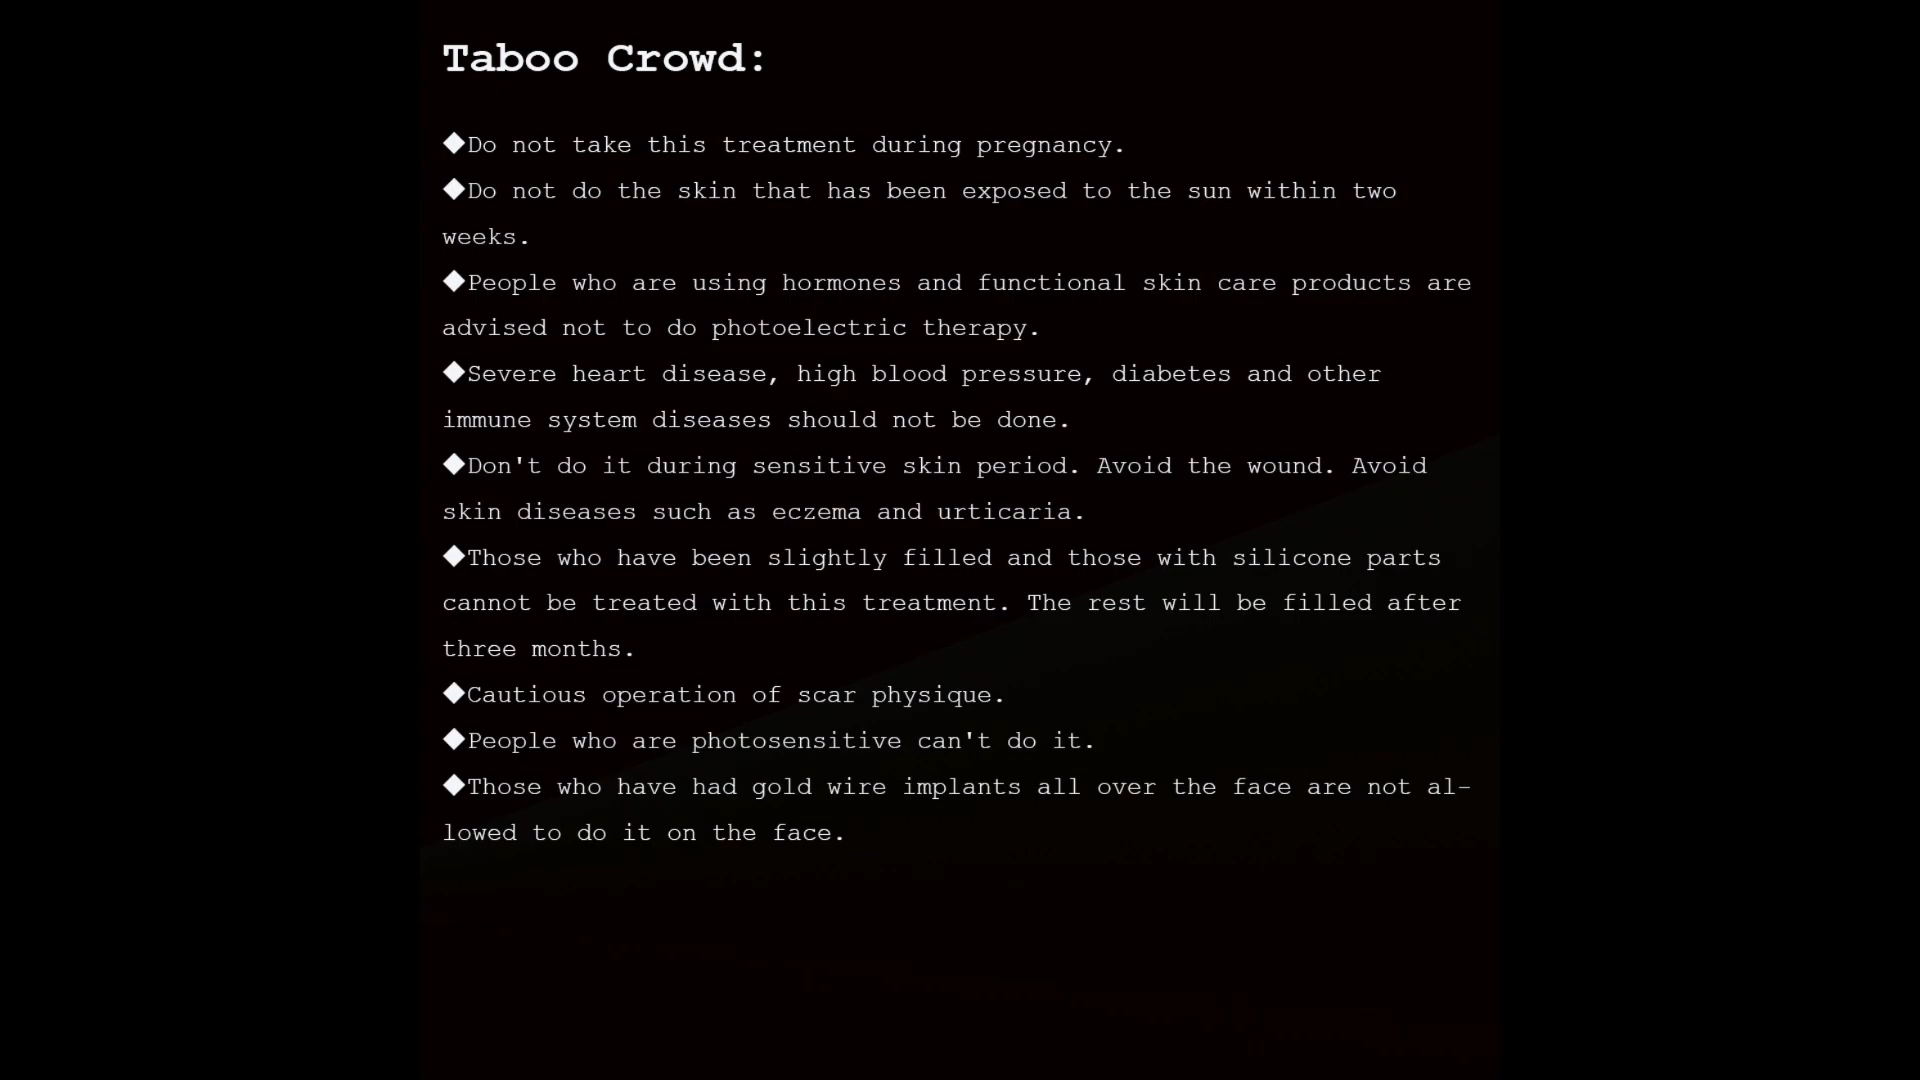 Taboo Crowd:
◆Do not take this treatment during pregnancy.
◆Do not do the skin that has been exposed to the sun within two
weeks.
◆People who are using hormones and functional skin care products are
advised not to do photoelectric therapy.
◆Severe heart disease, high blood pressure, diabetes and other
immune system diseases should not be done.
◆Don't do it during sensitive skin period. Avoid the wound. Avoid
skin diseases such as eczema and urticaria.
◆Those who have been slightly filled and those with silicone parts
cannot be treated with this treatment. The rest will be filled after
three months.
◆Cautious operation of scar physique.
◆People who are photosensitive can't do it.
◆Those who have had gold wire implants all over the face are not al-
lowed to do it on the face.